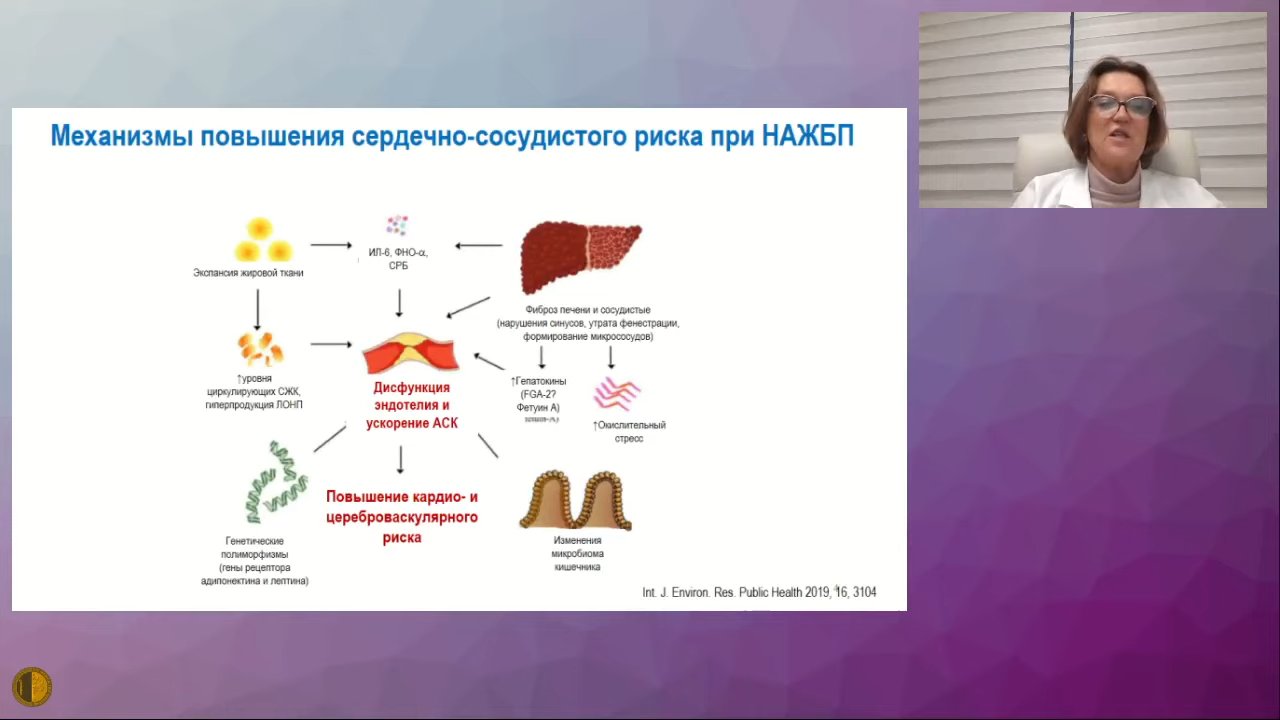 Механизмы повышения сердечно-сосудистого риска при НАЖБП
Экспансия жировой ткани
ИЛ-6, ФНО-α,
СРБ
Фиброз печени и сосудистые
(нарушения синусов, утрата фенестрации,
формирование микрососудов)
↑уровня
циркулирующих СЖК,
гиперпродукция ЛОНП
Дисфункция
эндотелия и
ускорение АСК
↑Гепатокины
(FGA-2?
Фетуин А)
↑Окислительный
стресс
Генетические
полиморфизмы
(гены рецептора
адипонектина и лептина)
Повышение кардио- и
цереброваскулярного
риска
Изменения
микробиома
кишечника
Int. J. Environ. Res. Public Health 2019, 16, 3104